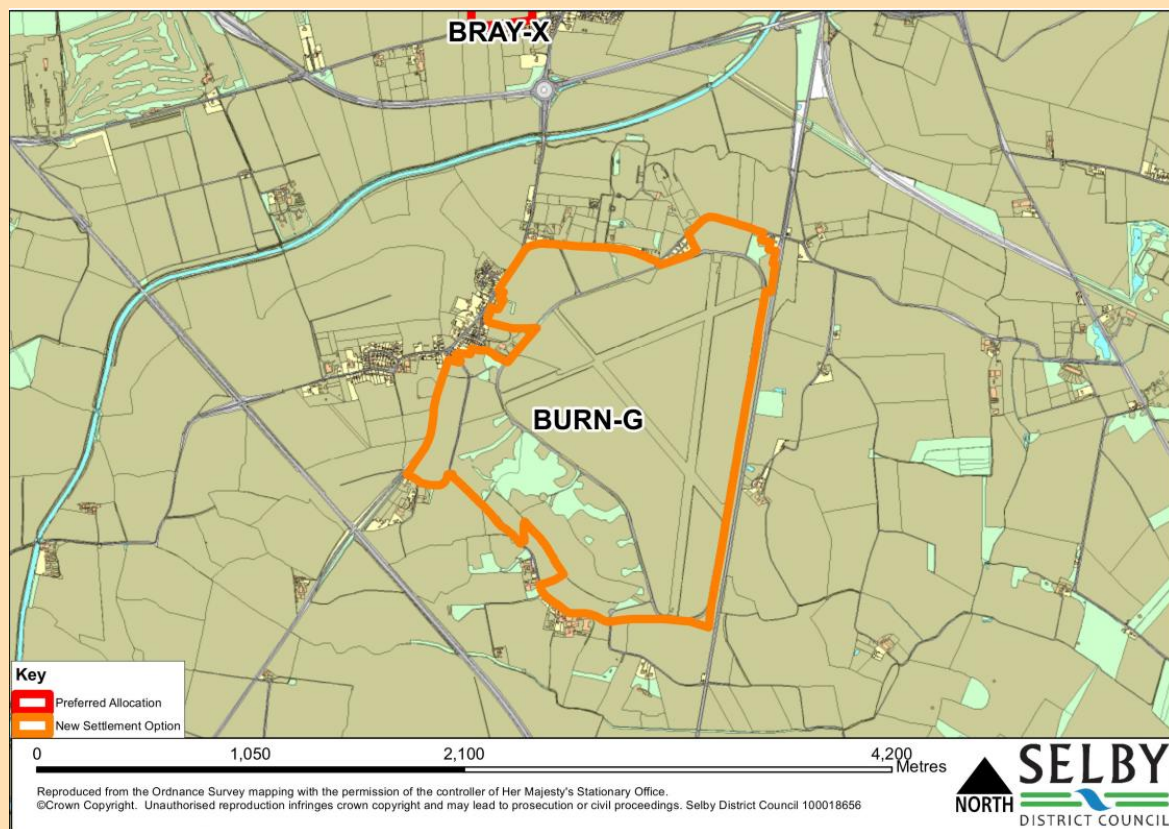 BRAY-X
BURN-G
Key
Preferred Allocation
New Settlement Option
0 1,050 2,100 4,200
Metres
Reproduced from the Ordnance Survey mapping with the permission of the controller of Her Majesty's Stationary Office.
©Crown Copyright. Unauthorised reproduction infringes crown copyright and may lead to prosecution or civil proceedings. Selby District Council 100018656
NORTH
SELBY
DISTRICT COUNCIL